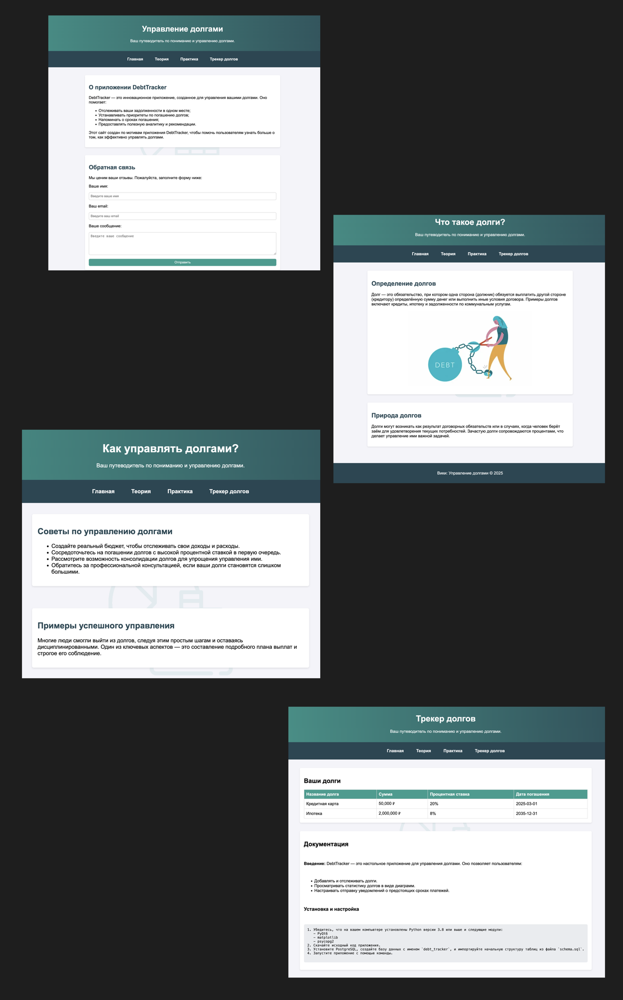 Управление долгами
Ваш путеводитель по пониманию и управлению долгами.
Главная Теория Практика Трекер долгов
О приложении DebtTracker
DebtTracker — это инновационное приложение, созданное для управления вашими долгами. Оно
помогает:
• Отслеживать ваши задолженности в одном месте;
• Устанавливать приоритеты по погашению долгов;
• Напоминать о сроках погашения;
• Предоставлять полезную аналитику и рекомендации.
Этот сайт создан по мотивам приложения DebtTracker, чтобы помочь пользователям узнать больше о
том, как эффективно управлять долгами.
Обратная связь
Мы ценим ваши отзывы. Пожалуйста, заполните форму ниже:
Ваше имя:
Введите ваше имя
Ваш email:
Введите ваш email
Ваше сообщение:
Введите ваше сообщение
Отправить
Что такое долги?
Ваш путеводитель по пониманию и управлению долгами.
Главная Теория Практика Трекер долгов
Определение долгов
Долг — это обязательство, при котором одна сторона (должник) обязуется выплатить другой стороне
(кредитору) определённую сумму денег или выполнить иные условия договора. Примеры долгов
включают кредиты, ипотеку и задолженности по коммунальным услугам.
DEBT
Природа долгов
Долги могут возникать как результат договорных обязательств или в случаях, когда человек берёт
заём для удовлетворения текущих потребностей. Зачастую долги сопровождаются процентами, что
делает управление ими важной задачей.
Вики: Управление долгами © 2025
Как управлять долгами?
Ваш путеводитель по пониманию и управлению долгами.
Главная Теория Практика Трекер долгов
Советы по управлению долгами
• Создайте реальный бюджет, чтобы отслеживать свои доходы и расходы.
• Сосредоточьтесь на погашении долгов с высокой процентной ставкой в первую очередь.
• Рассмотрите возможность консолидации долгов для упрощения управления ими.
• Обратитесь за профессиональной консультацией, если ваши долги становятся слишком
большими.
Примеры успешного управления
Многие люди смогли выйти из долгов, следуя этим простым шагам и оставаясь
дисциплинированными. Один из ключевых аспектов — это составление подробного плана выплат и
строгое его соблюдение.
Трекер долгов
Ваш путеводитель по пониманию и управлению долгами.
Главная Теория Практика Трекер долгов
Ваши долги
Название долга Сумма Процентная ставка Дата погашения
Кредитная карта 50,000 ₽ 20% 2025-03-01
Ипотека 2,000,000 ₽ 8% 2035-12-31
Документация
Введение: DebtTracker — это настольное приложение для управления долгами. Оно позволяет пользователям:
• Добавлять и отслеживать долги.
• Просматривать статистику долгов в виде диаграмм.
• Настраивать отправку уведомлений о предстоящих сроках платежей.
Установка и настройка
1. Убедитесь, что на вашем компьютере установлены Python версии 3.8 или выше и следующие модули:
- PyQt6
- matplotlib
- psycopg2
2. Скачайте исходный код приложения.
3. Установите PostgreSQL, создайте базу данных с именем `debt_tracker`, и импортируйте начальную структуру таблиц из файла `schema.sql`.
4. Запустите приложение с помощью команды.